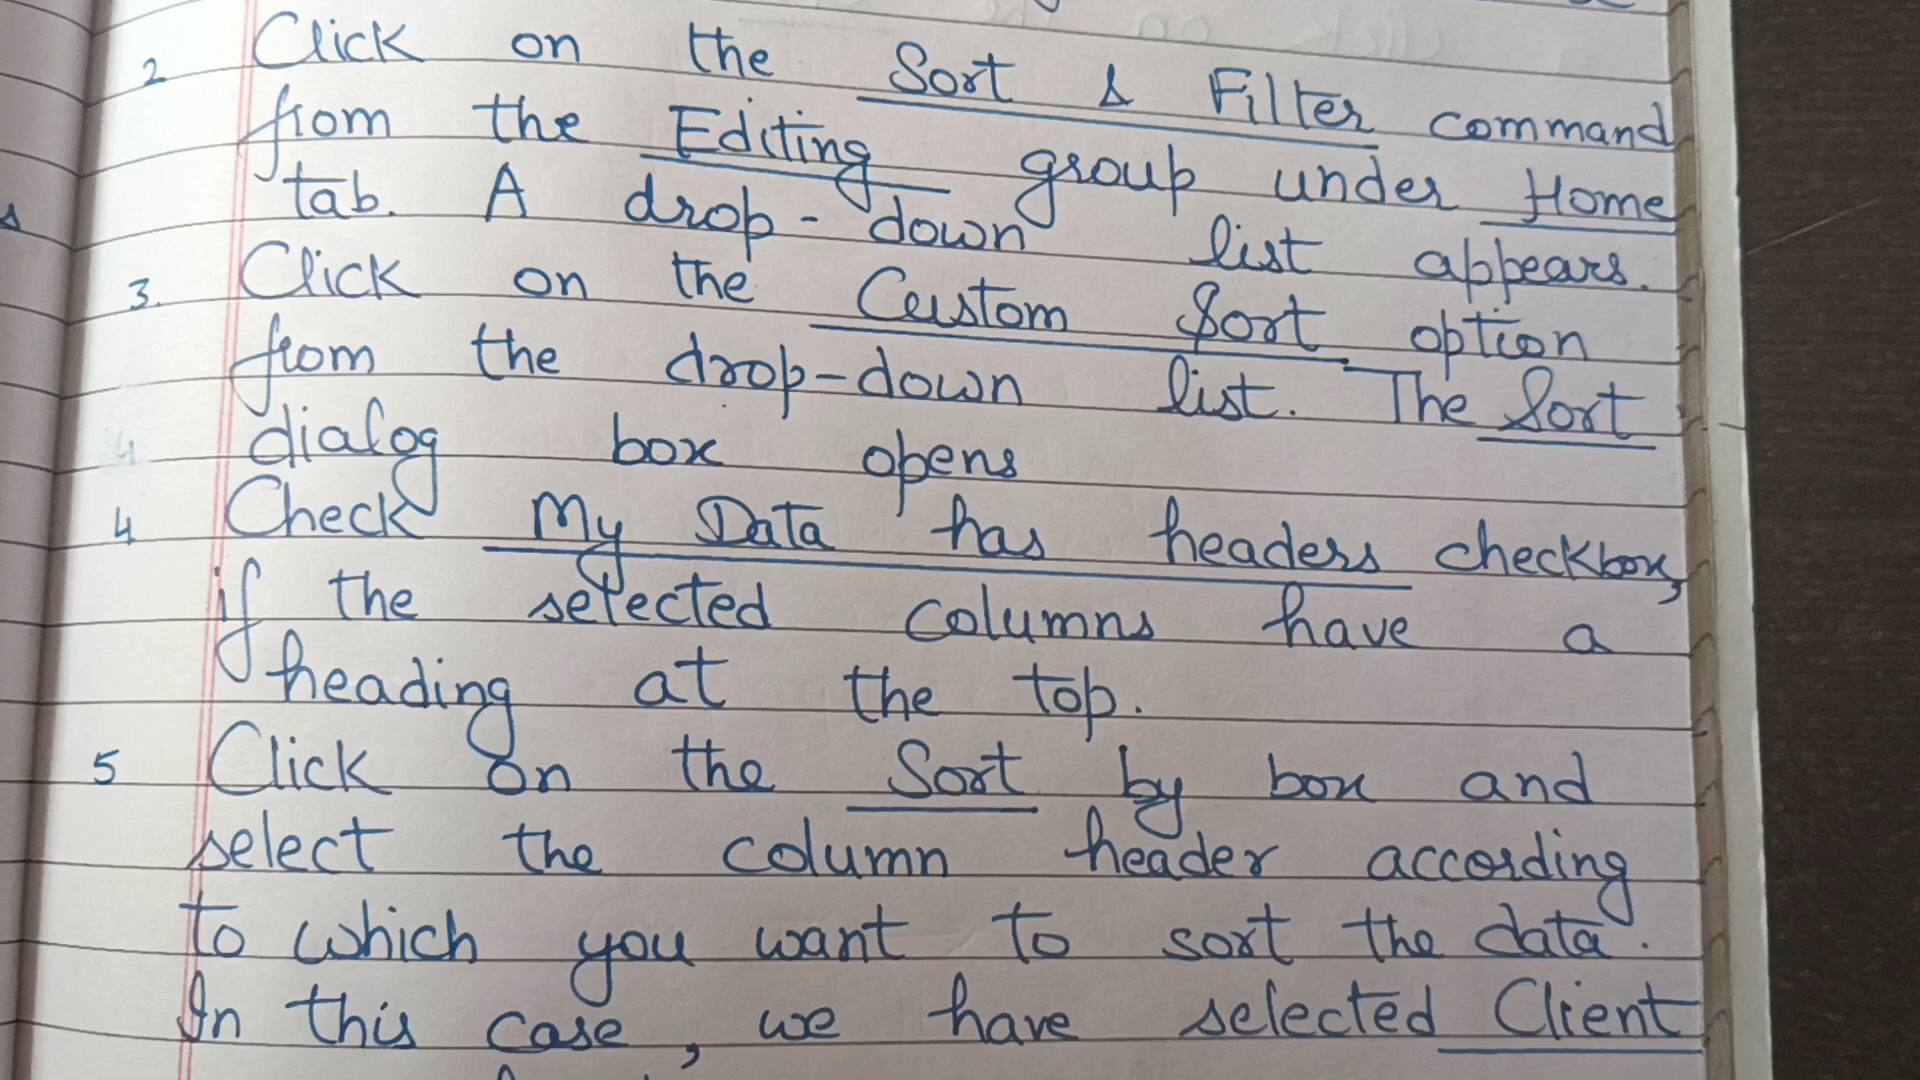 2 Click on the Sort & Filter command
from the Editing group under Home
tab. A drop-down list appears.
3. Click on the Custom Sort option
from the drop-down list. The Sort
dialog box opens
4 Check My Data has headers checkbox,
if the selected columns have a
heading at the top.
5 Click on the Sort by box and
select the column header according
to which you want to sort the data.
In this case, we have selected Client